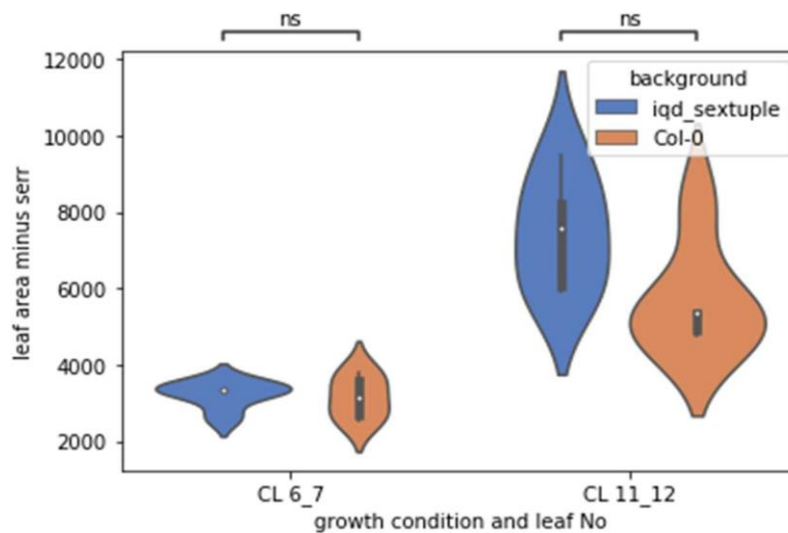 ns
ns
12000
10000
8000
6000
4000
2000
leaf area minus serr
background
iqd_sextuple
Col-0
CL 6_7
CL 11_12
growth condition and leaf No